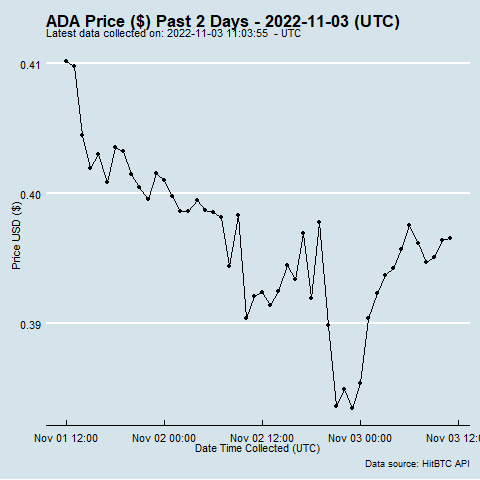 ADA Price ($) Past 2 Days - 2022-11-03 (UTC)
Latest data collected on: 2022-11-03 11:03:55 - UTC
0.41
0.40
0.39
Price USD ($)
Nov 01 12:00
Nov 02 00:00
Nov 02 12:00
Nov 03 00:00
Nov 03 12:0
Date Time Collected (UTC)
Data source: HitBTC API